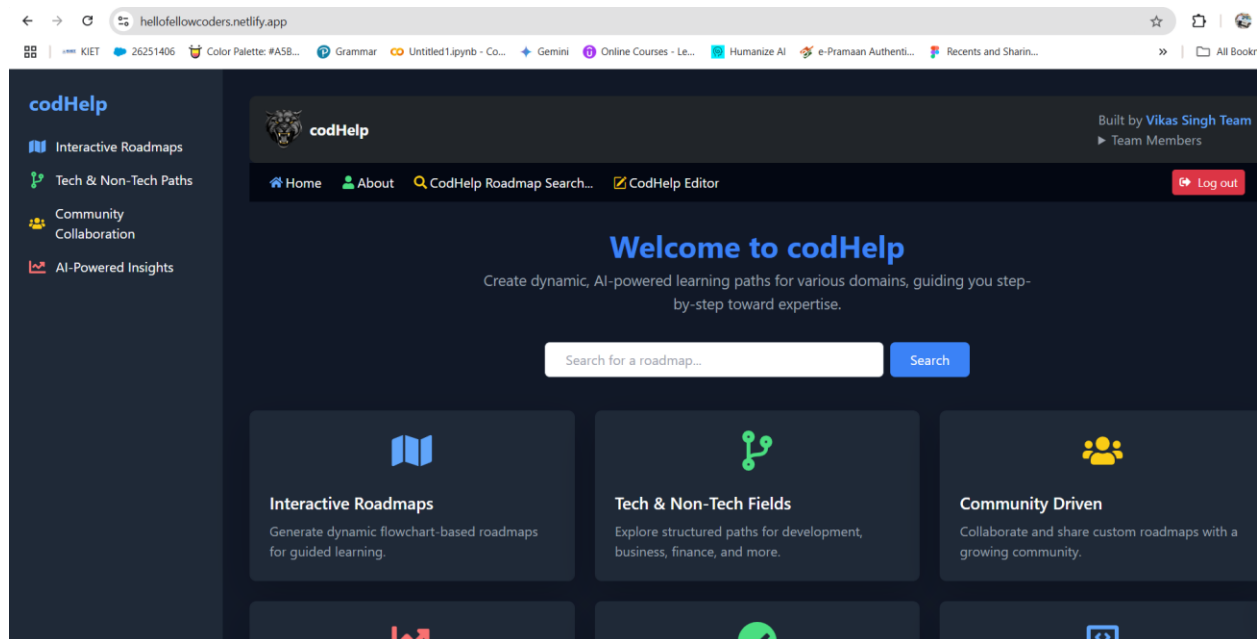 hellofellowcoders.netlify.app
KIET
26251406
Color Palette: #A5B...
Grammar
CO Untitled1.ipynb - Co...
Gemini
Online Courses - Le...
Humanize AI
e-Pramaan Authenti...
Recents and Sharin...
»
All Bookr
codHelp
Interactive Roadmaps
Tech & Non-Tech Paths
Community
Collaboration
AI-Powered Insights
codHelp
Built by Vikas Singh Team
▶ Team Members
Home
About
CodHelp Roadmap Search...
CodHelp Editor
Log out
Welcome to codHelp
Create dynamic, AI-powered learning paths for various domains, guiding you step-
by-step toward expertise.
Search for a roadmap...
Search
Interactive Roadmaps
Generate dynamic flowchart-based roadmaps
for guided learning.
Tech & Non-Tech Fields
Explore structured paths for development,
business, finance, and more.
Community Driven
Collaborate and share custom roadmaps with a
growing community.